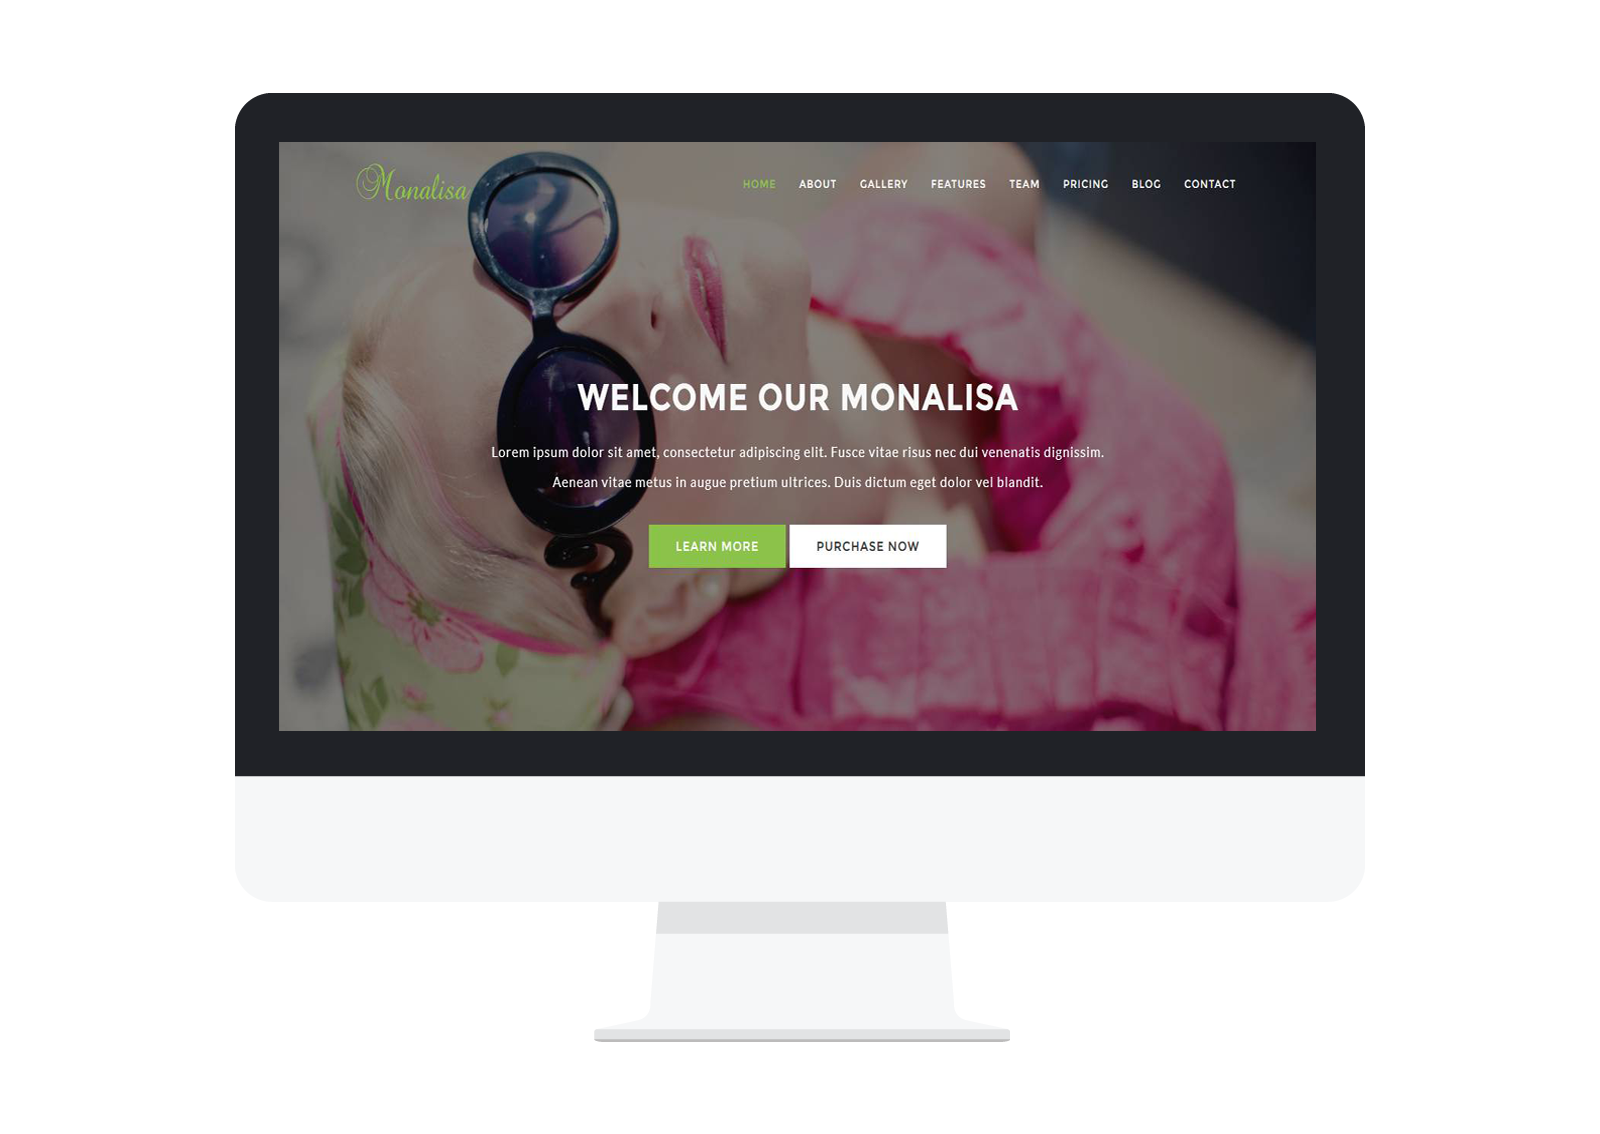 Monalisa
HOME ABOUT GALLERY FEATURES TEAM PRICING BLOG CONTACT
WELCOME OUR MONALISA
Lorem ipsum dolor sit amet, consectetur adipiscing elit. Fusce vitae risus nec dui venenatis dignissim.
Aenean vitae metus in augue pretium ultrices. Duis dictum eget dolor vel blandit.
LEARN MORE PURCHASE NOW